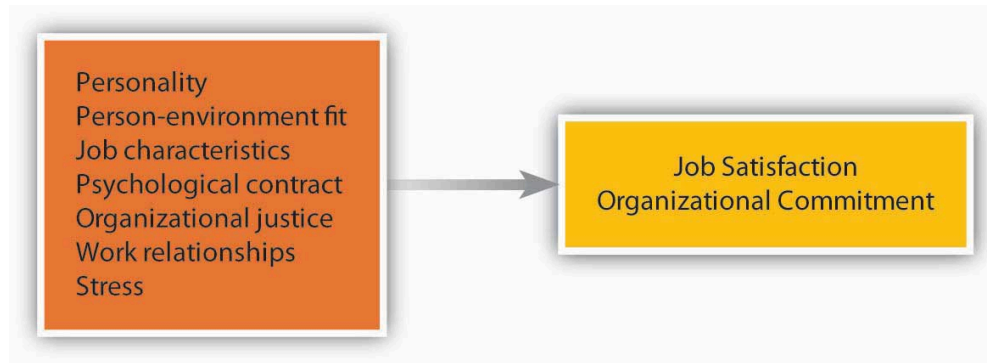 Personality
Person-environment fit
Job characteristics
Psychological contract
Organizational justice
Work relationships
Stress
Job Satisfaction
Organizational Commitment